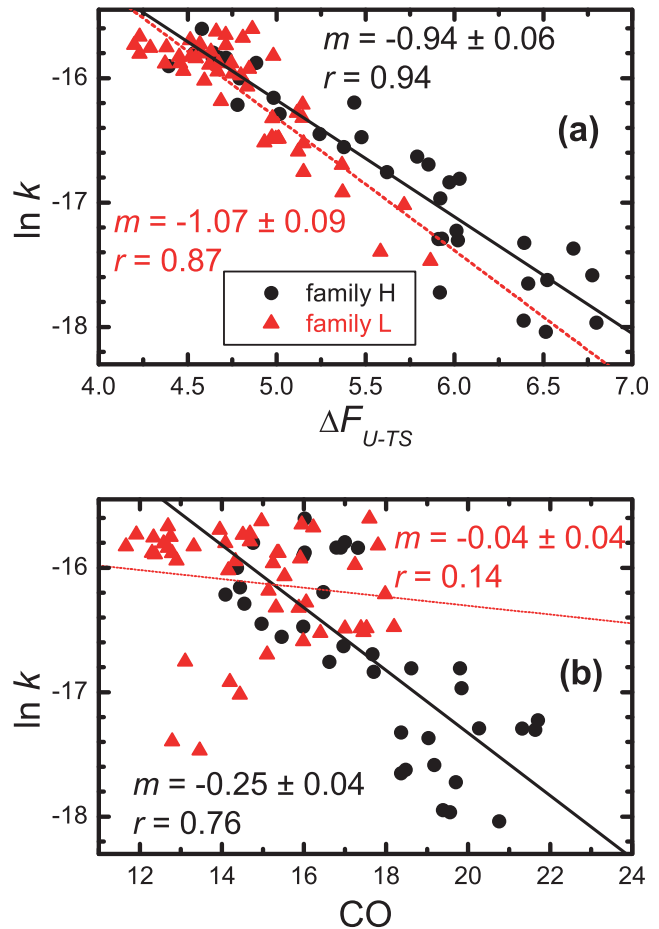 -16
-17
-18
ln k
m = -0.94 ± 0.06
r = 0.94
(a)
m = -1.07 ± 0.09
r = 0.87
family H
family L
4.0 4.5 5.0 5.5 6.0 6.5 7.0
ΔF_{U-TS}
-16
-17
-18
ln k
m = -0.04 ± 0.04
r = 0.14
(b)
m = -0.25 ± 0.04
r = 0.76
12 14 16 18 20 22 24
CO